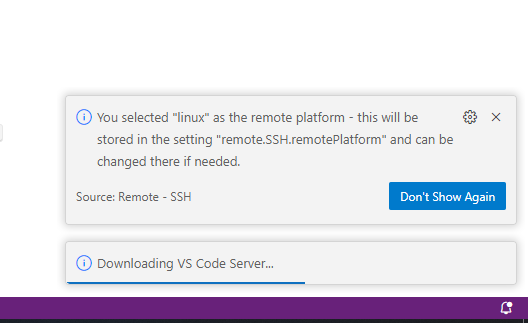 You selected "linux" as the remote platform - this will be
stored in the setting "remote.SSH.remotePlatform" and can be
changed there if needed.
Source: Remote - SSH
Don't Show Again
Downloading VS Code Server...